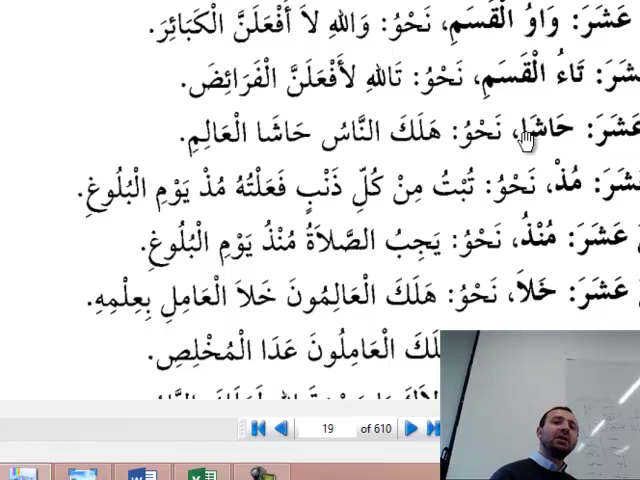 عَشَرَ: وَاوُ الْقَسَمِ، نَحْوُ: وَاللهِ لاَ أَفْعَلَنَّ الْكَبَائِرَ.
عَشَرَ: تَاءُ الْقَسَمِ، نَحْوُ: تَاللهِ لأَفْعَلَنَّ الْفَرَائِضَ.
عَشَرَ: حَاشَا، نَحْوُ: هَلَكَ النَّاسُ حَاشَا الْعَالِمِ.
عَشَرَ: مُذْ، نَحْوُ: تُبْتُ مِنْ كُلِّ ذَنْبٍ فَعَلْتُهُ مُذْ يَوْمِ الْبُلُوغِ.
عَشَرَ: مُنْذُ، نَحْوُ: يَجِبُ الصَّلاَةُ مُنْذُ يَوْمِ الْبُلُوغِ.
عَشَرَ: خَلاَ، نَحْوُ: هَلَكَ الْعَالِمُونَ خَلاَ الْعَامِلِ بِعِلْمِهِ.
الْعَامِلُونَ عَدَا الْمُخْلِصِ.
19 of 610